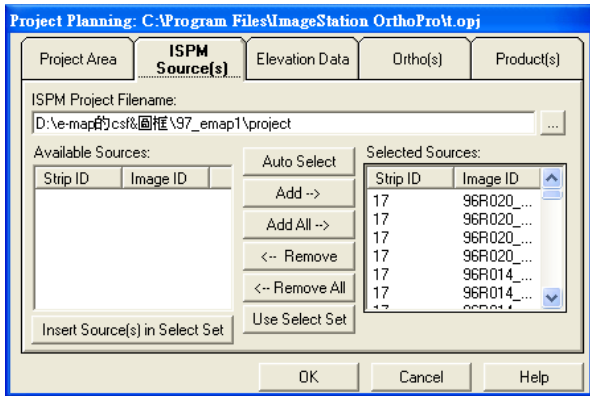 Project Planning: C:\Program Files\ImageStation OrthoPro\t.opj
Project Area
ISPM Source(s)
Elevation Data
Ortho(s)
Product(s)
ISPM Project Filename:
D:\e-map的csf&圖框\97_emap1\project
...
Available Sources:
Strip ID Image ID
Auto Select
Add -->
Add All -->
<-- Remove
<-- Remove All
Use Select Set
Insert Source(s) in Select Set
Selected Sources:
Strip ID Image ID
17 96R020_...
17 96R020_...
17 96R020_...
17 96R020_...
17 96R014_...
17 96R014_...
OK
Cancel
Help